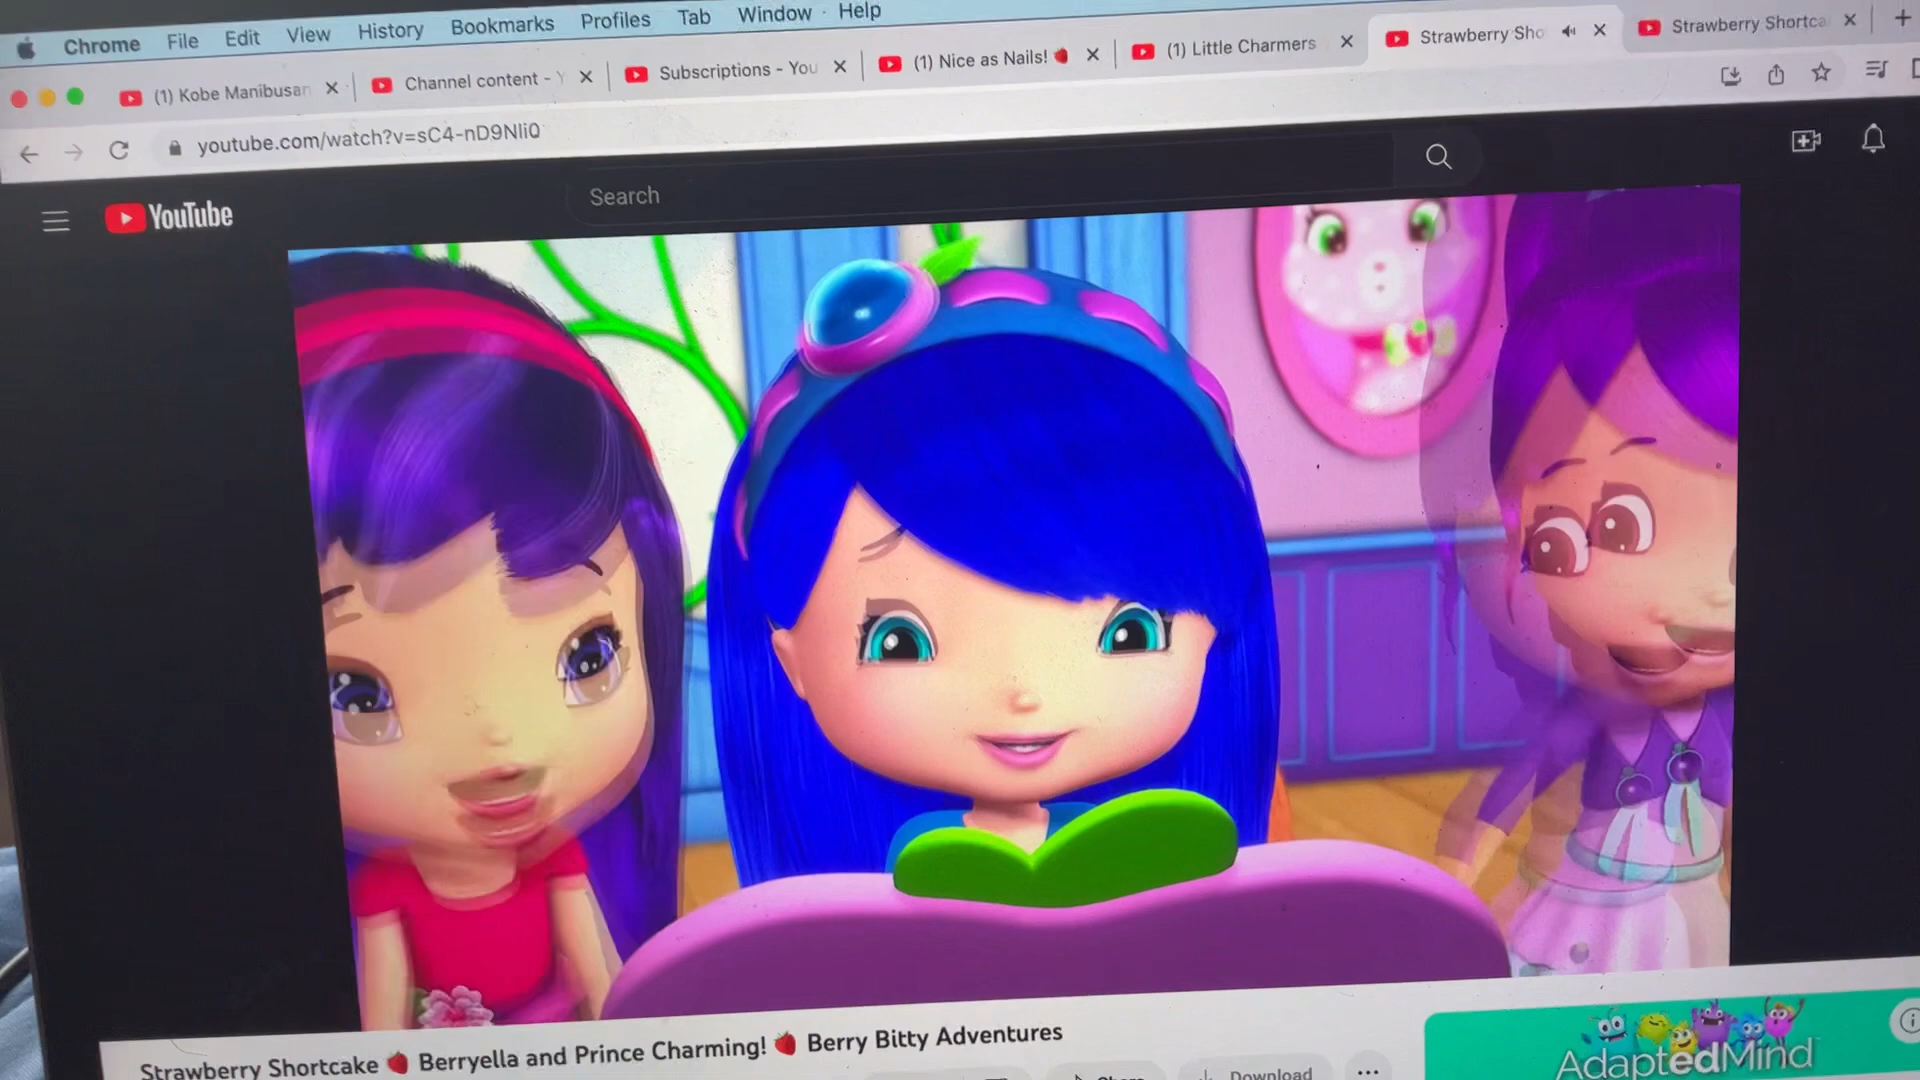 Chrome File Edit View History Bookmarks Profiles Tab Window Help
(1) Kobe Manibusan Channel content - Y Subscriptions - You (1) Nice as Nails! 🍓 (1) Little Charmers Strawberry Sho Strawberry Shortca
youtube.com/watch?v=sC4-nD9NIi0
YouTube Search
Strawberry Shortcake 🍓 Berryella and Prince Charming! 🍓 Berry Bitty Adventures
Share Download
AdaptedMind